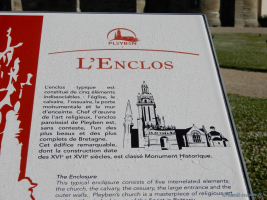 PLEYBEN
L'ENCLOS
L'enclos typique est
constitué de cinq éléments
indissociables : l'église, le
calvaire, l'ossuaire, la porte
monumentale et le mur
d'enceinte. Chef d'œuvre
de l'art religieux, l'enclos
paroissial de Pleyben est,
sans conteste, l'un des
plus beaux et des plus
complets de Bretagne.
Cet édifice remarquable,
dont la construction date
des XVIe et XVIIe siècles, est classé Monument Historique.
The Enclosure
This typical enclosure consists of five interrelated elements,
the church, the calvary, the ossuary, the large entrance and the
outer walls. Pleyben's church is a masterpiece of religious art